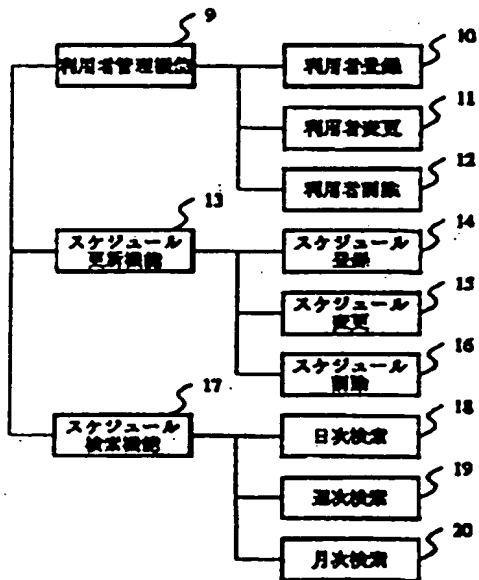 9
利用者管理機能
10
利用者登録
11
利用者変更
12
利用者削除
13
スケジュール
更新機能
14
スケジュール
登録
15
スケジュール
変更
16
スケジュール
削除
17
スケジュール
検索機能
18
日次検索
19
週次検索
20
月次検索